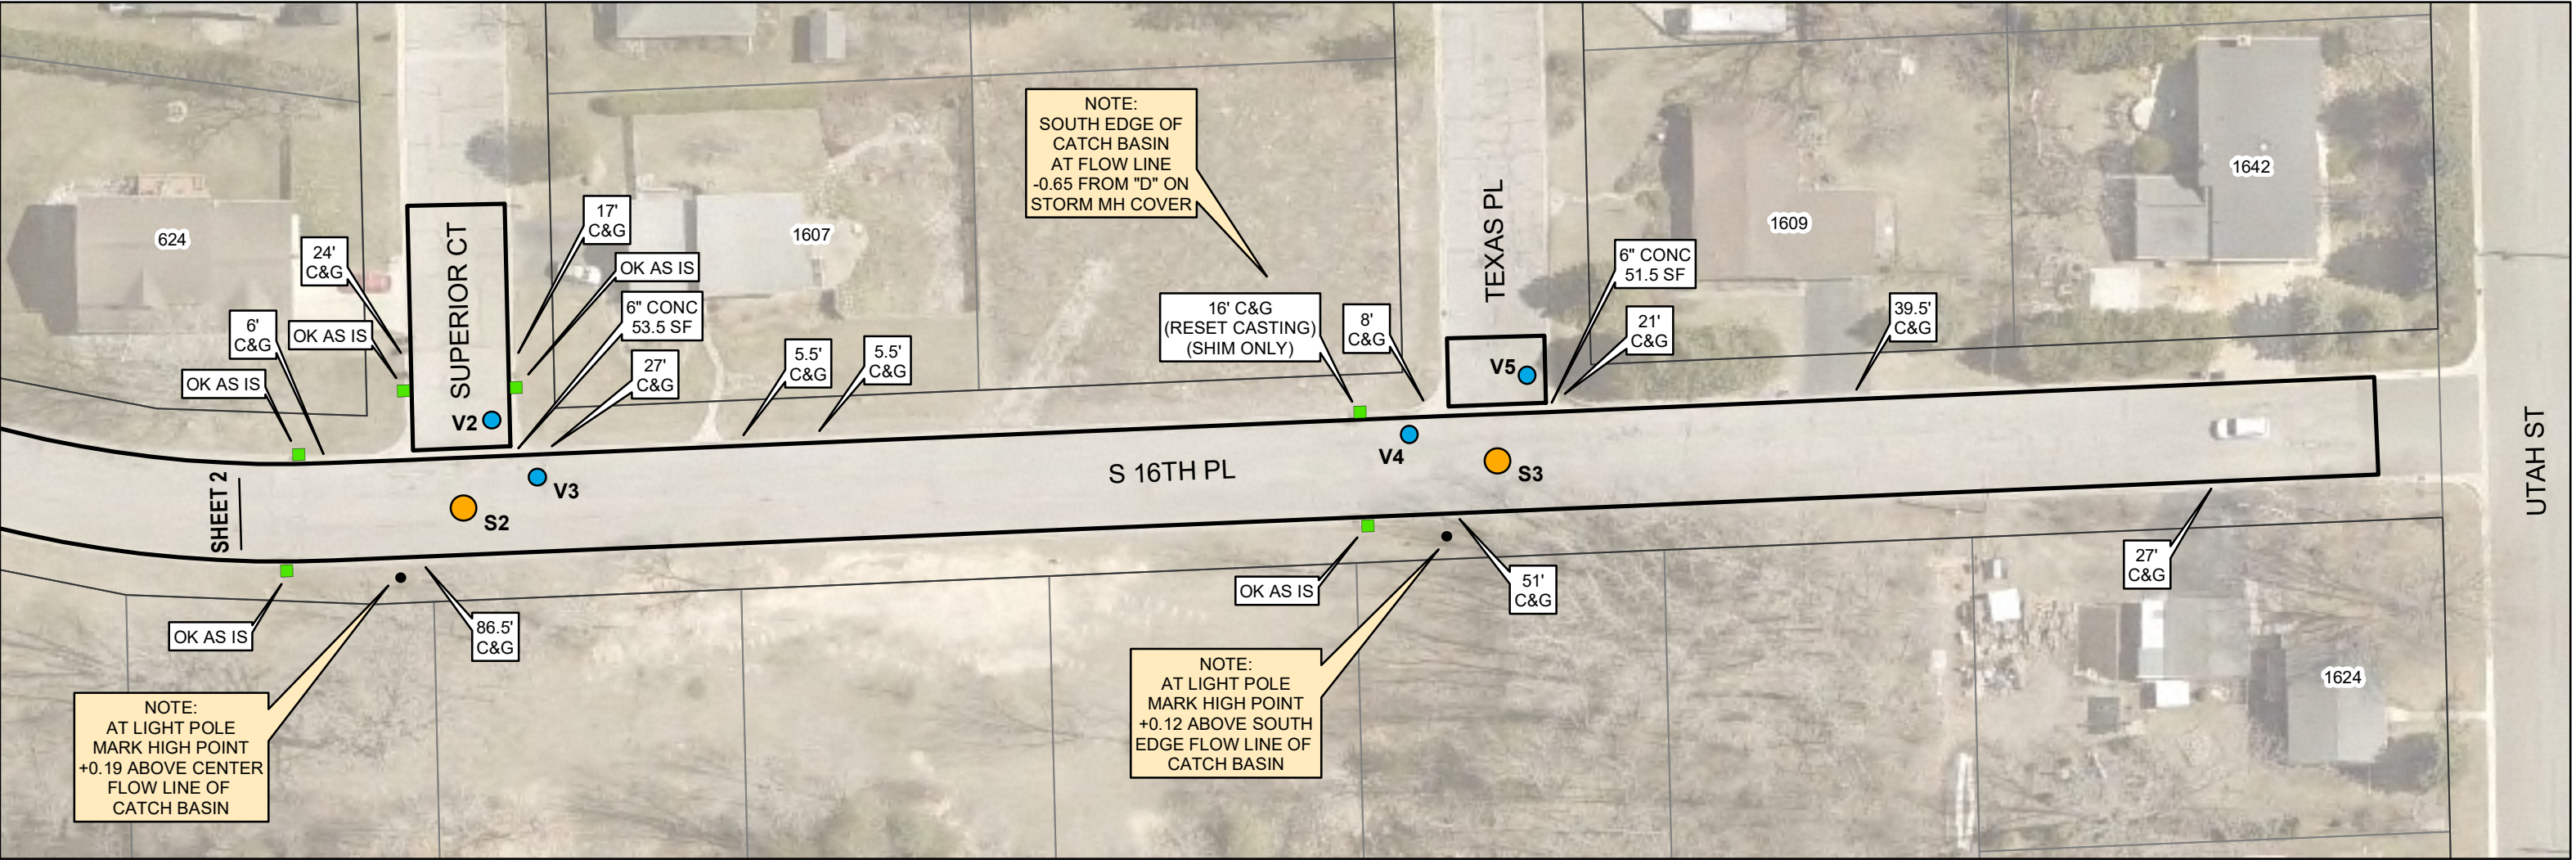 NOTE:
SOUTH EDGE OF
CATCH BASIN
AT FLOW LINE
-0.65 FROM "D" ON
STORM MH COVER
624
24'
C&G
6'
C&G
OK AS IS
OK AS IS
SUPERIOR CT
V2
17'
C&G
OK AS IS
6" CONC
53.5 SF
27'
C&G
1607
5.5'
C&G
5.5'
C&G
16' C&G
(RESET CASTING)
(SHIM ONLY)
8'
C&G
TEXAS PL
V5
6" CONC
51.5 SF
21'
C&G
1609
39.5'
C&G
1642
SHEET 2
S2
V3
S 16TH PL
V4
S3
UTAH ST
OK AS IS
86.5'
C&G
OK AS IS
51'
C&G
27'
C&G
1624
NOTE:
AT LIGHT POLE
MARK HIGH POINT
+0.19 ABOVE CENTER
FLOW LINE OF
CATCH BASIN
NOTE:
AT LIGHT POLE
MARK HIGH POINT
+0.12 ABOVE SOUTH
EDGE FLOW LINE OF
CATCH BASIN